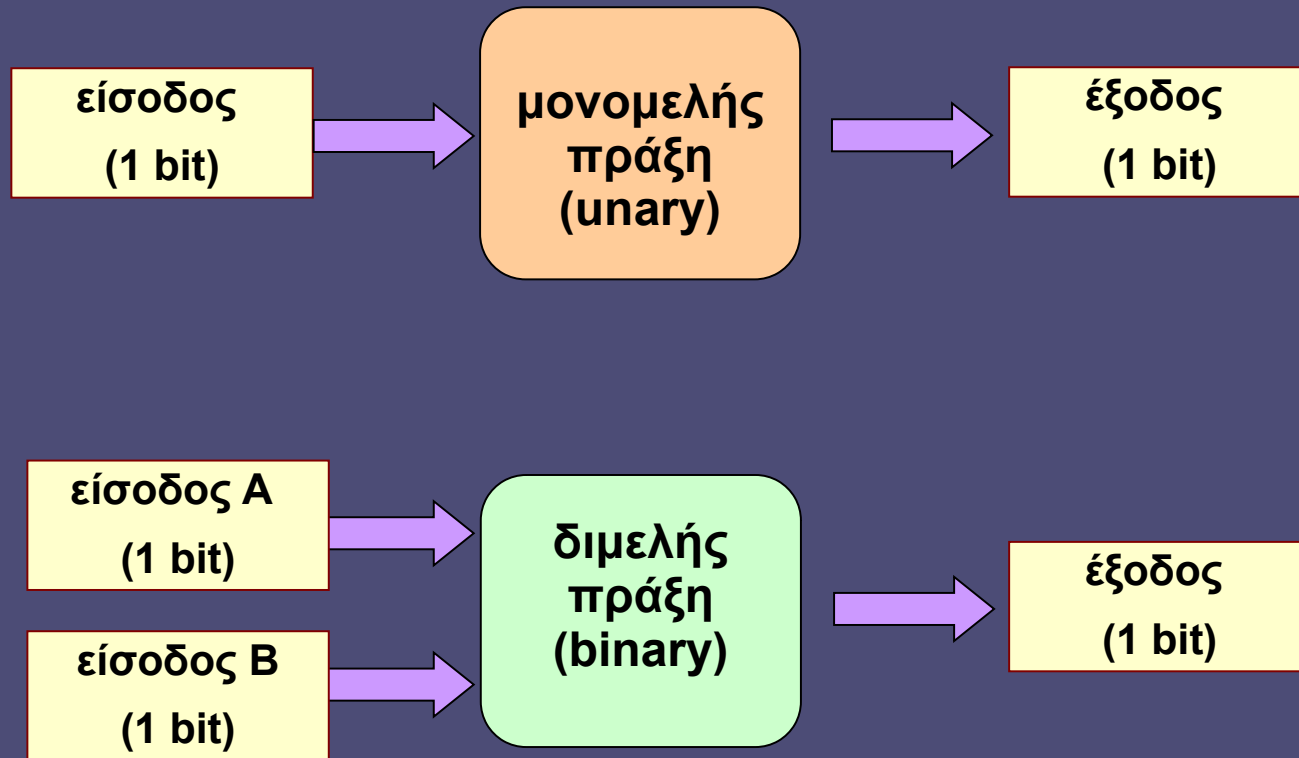 είσοδος
(1 bit)
μονομελής
πράξη
(unary)
έξοδος
(1 bit)
είσοδος Α
(1 bit)
είσοδος Β
(1 bit)
διμελής
πράξη
(binary)
έξοδος
(1 bit)